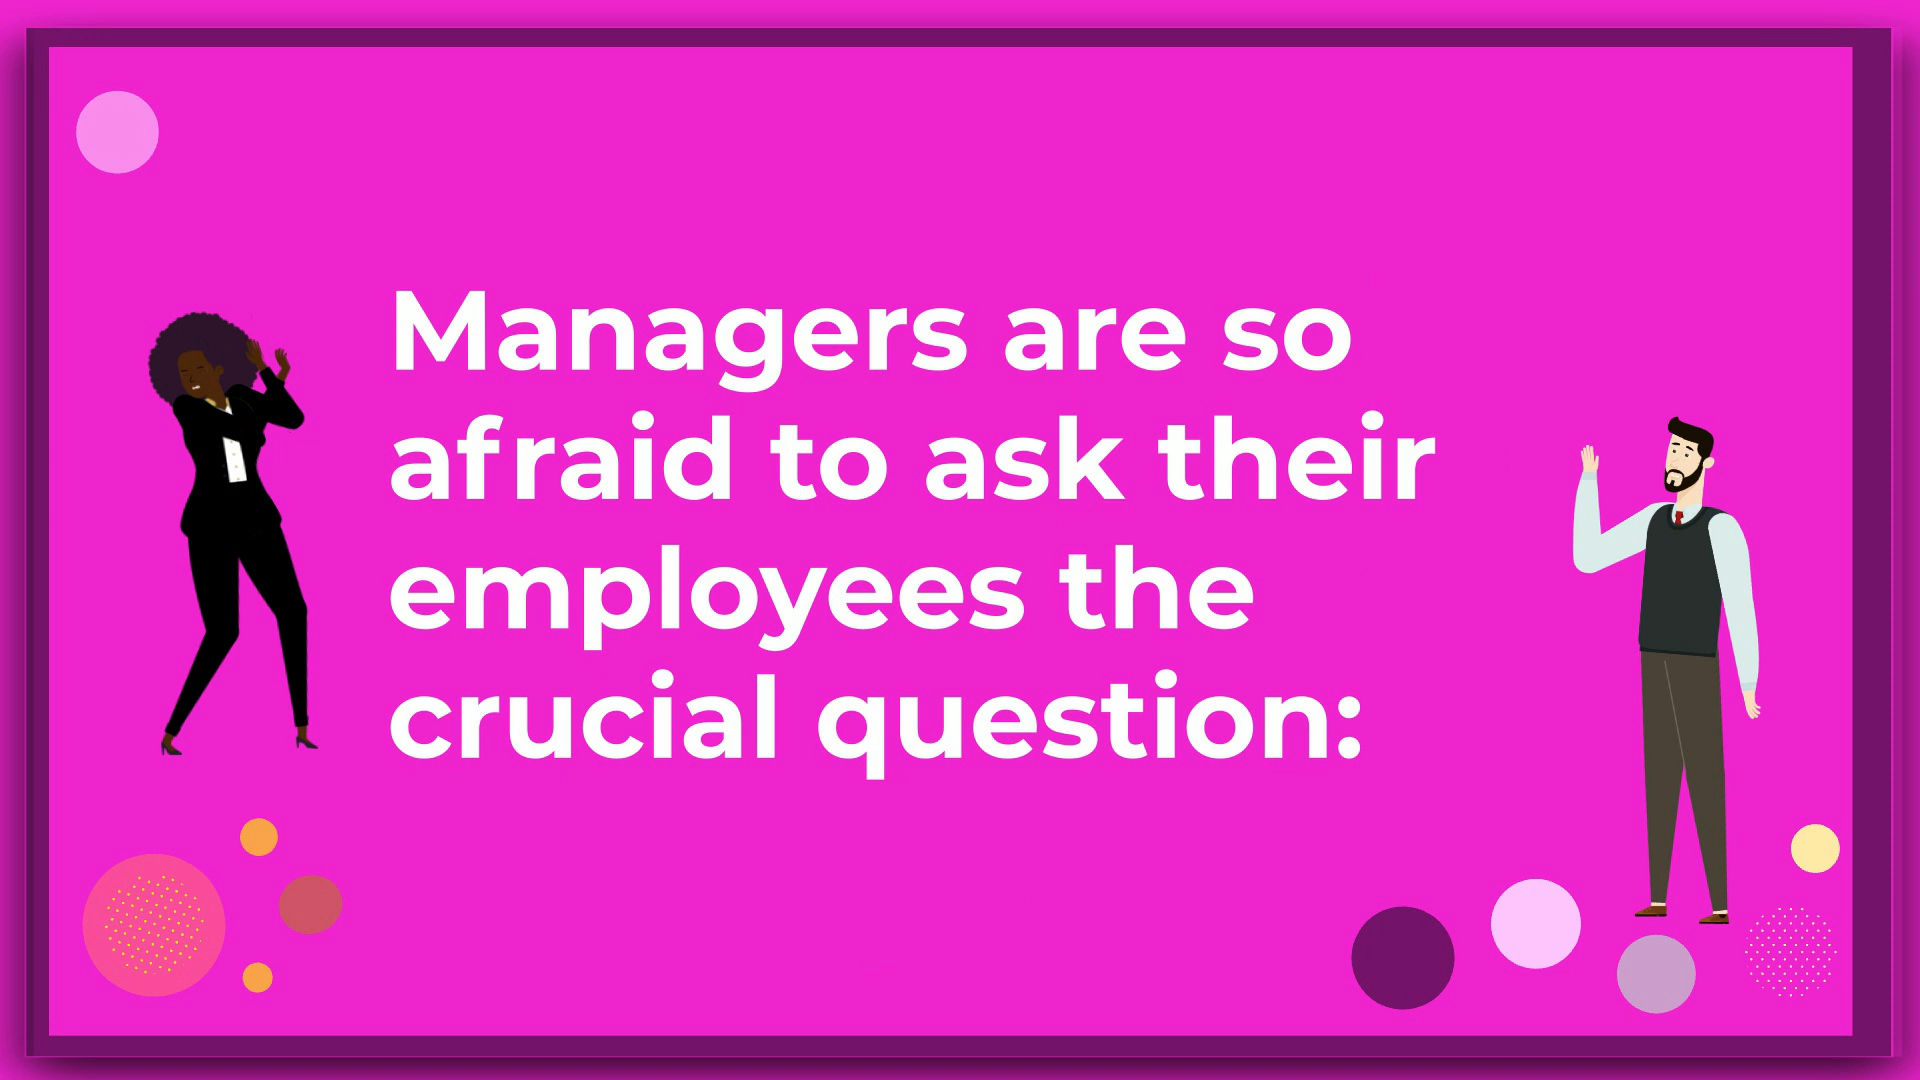 Managers are so
afraid to ask their
employees the
crucial question: